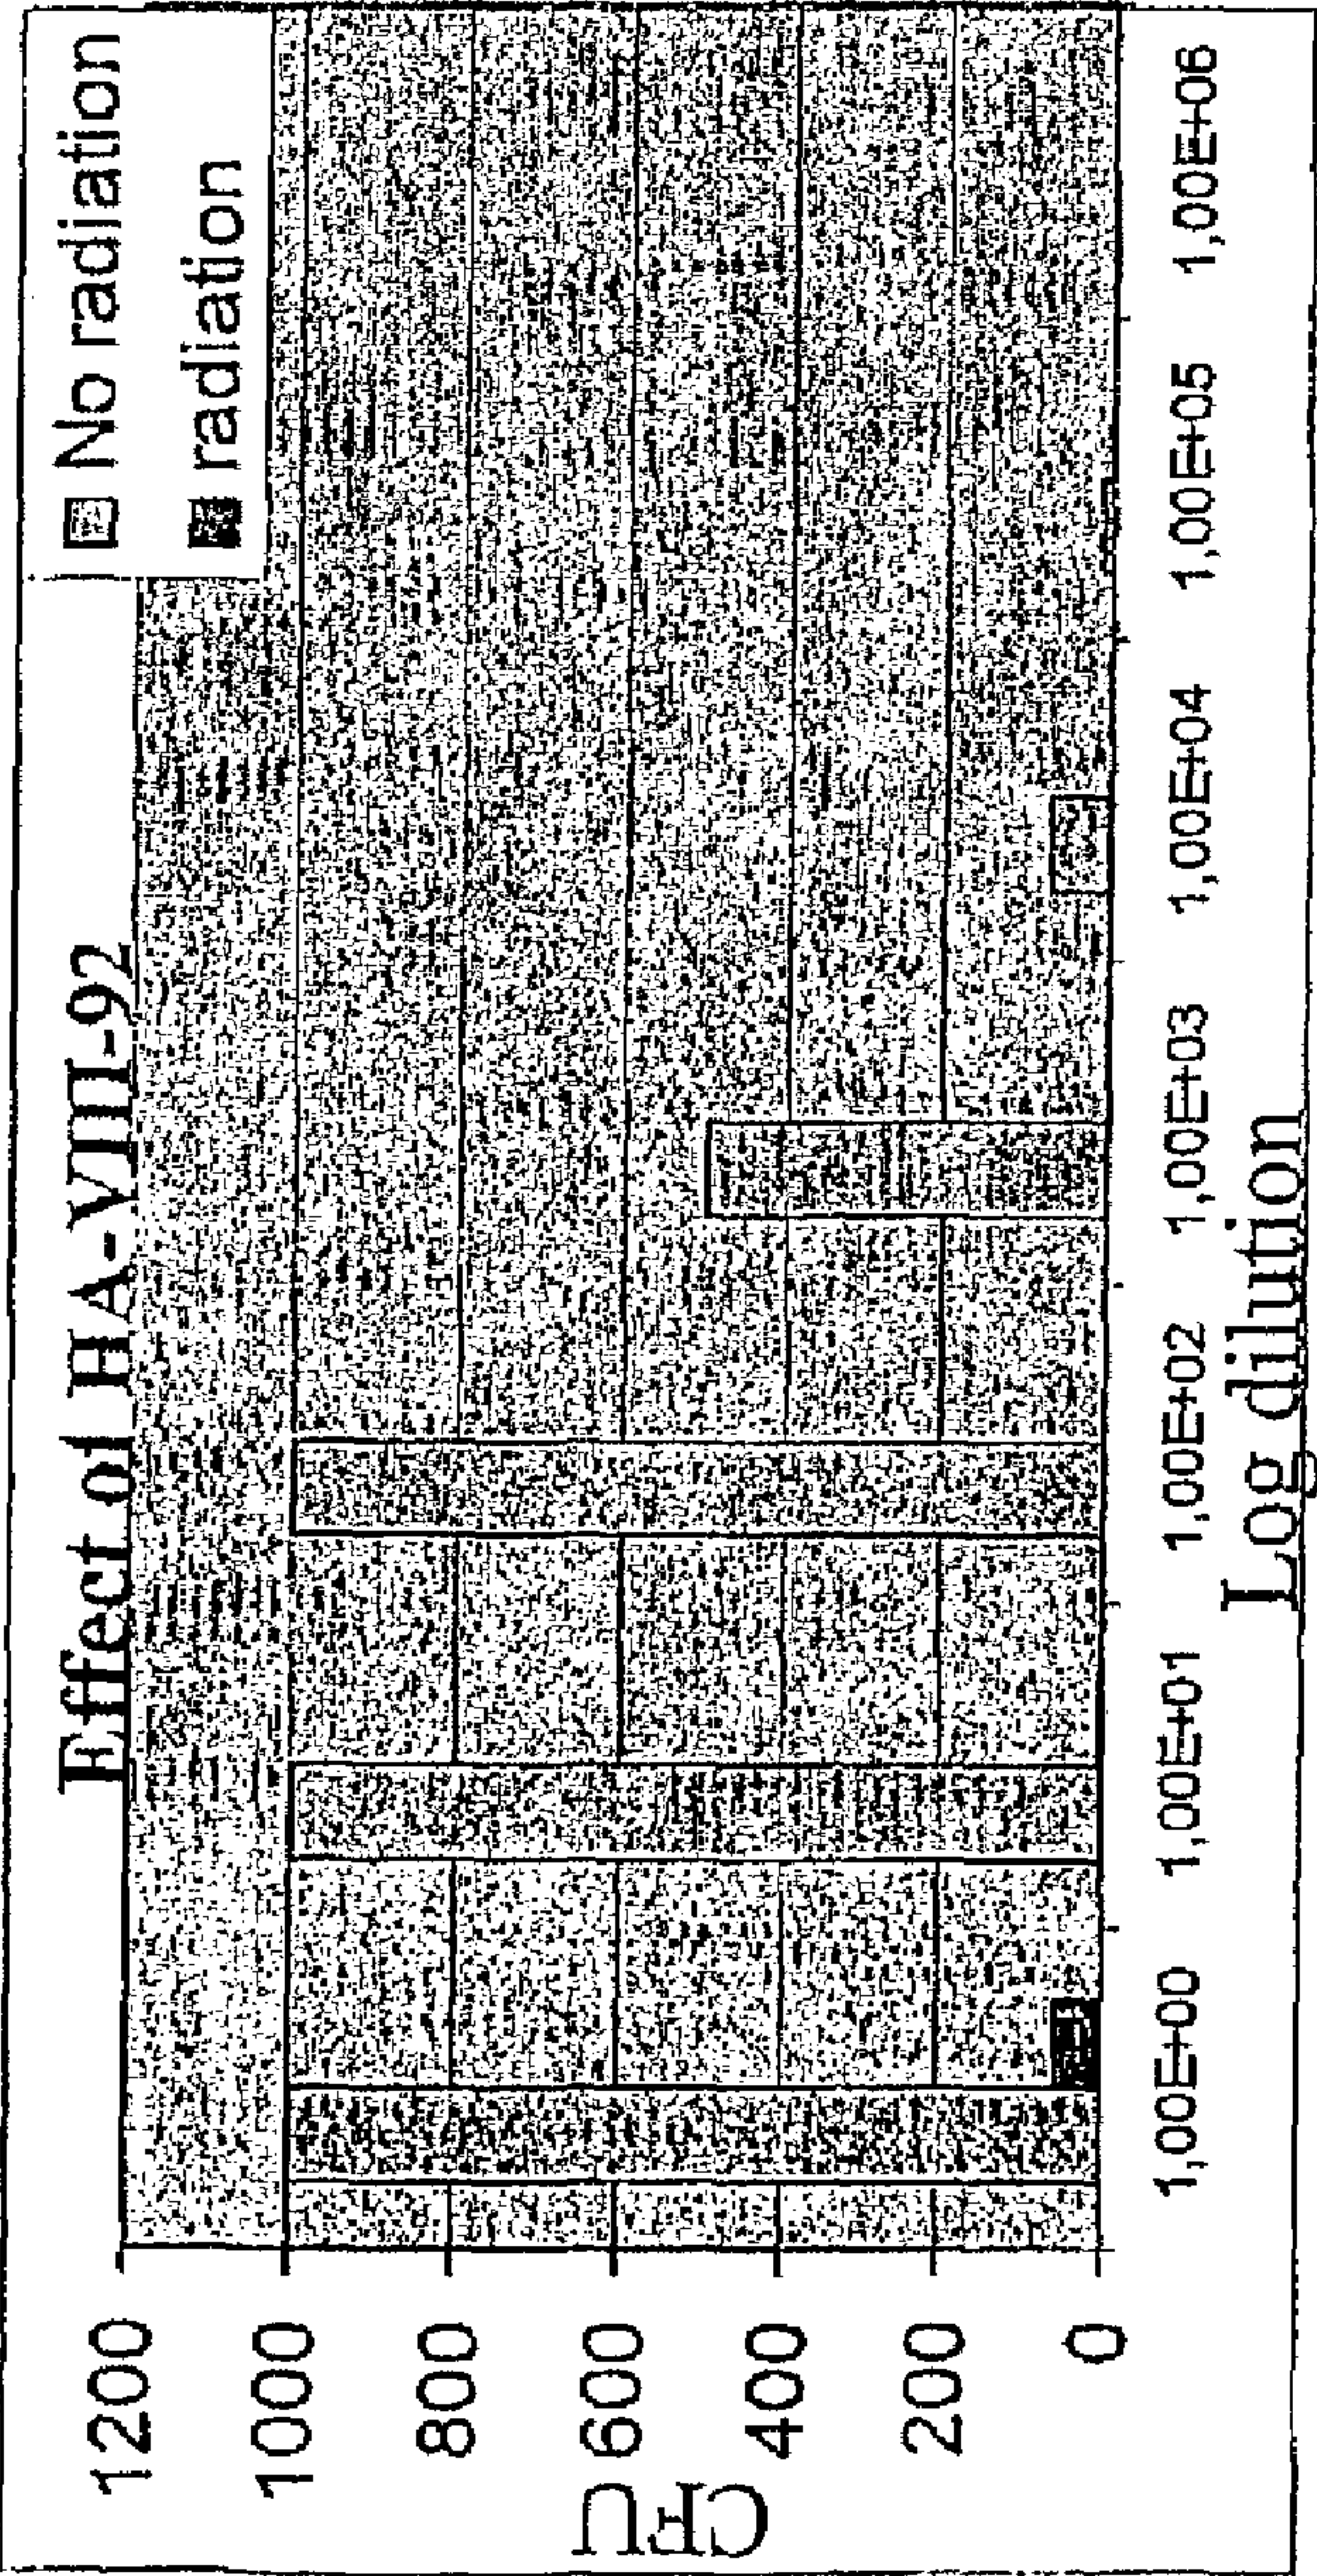 Effect of HA-VIII-92
No radiation
radiation
1200
1000
800
600
400
200
0
CFU
1,00E+00 1,00E+01 1,00E+02 1,00E+03 1,00E+04 1,00E+05 1,00E+06
Log dilution